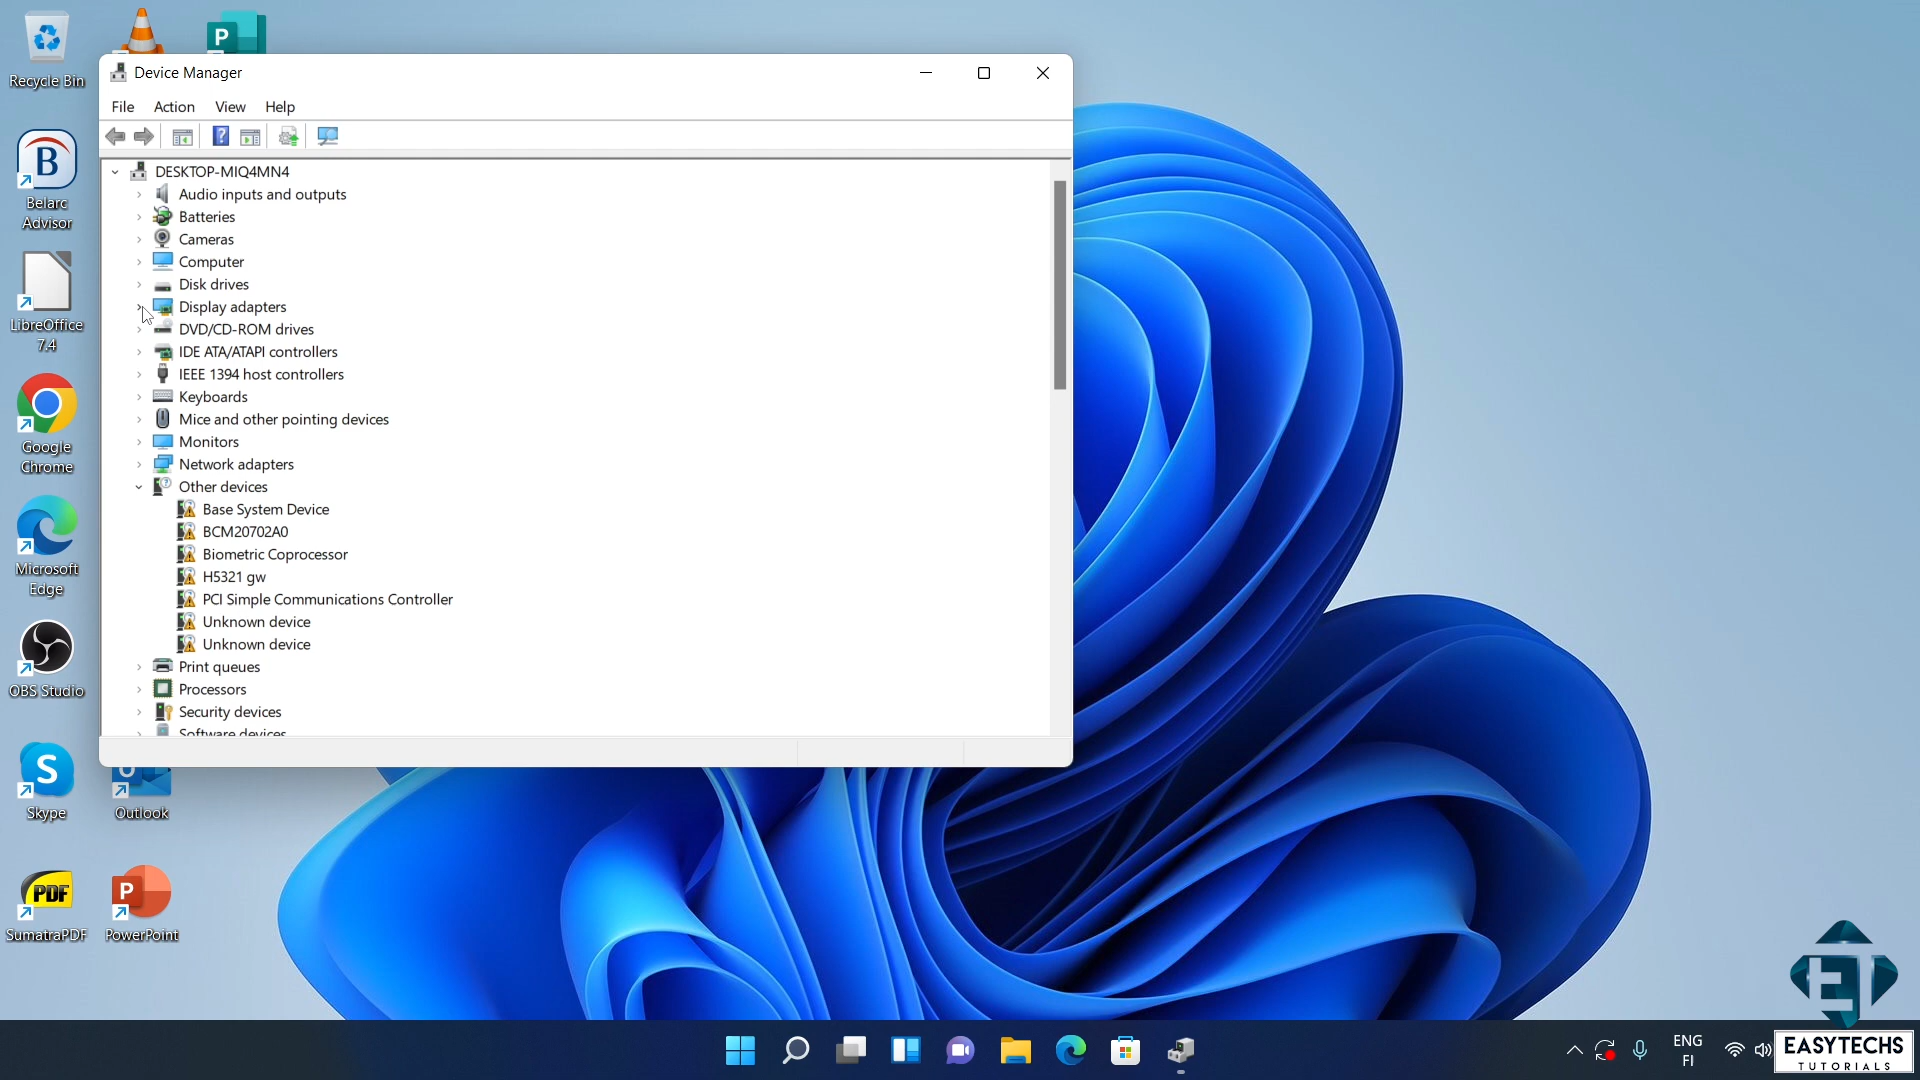 Recycle Bin
P
Belarc
Advisor
LibreOffice
7.4
Google
Chrome
Microsoft
Edge
OBS Studio
S
Skype
Outlook
PDF
SumatraPDF
P
PowerPoint
Device Manager
File Action View Help
DESKTOP-MIQ4MN4
Audio inputs and outputs
Batteries
Cameras
Computer
Disk drives
Display adapters
DVD/CD-ROM drives
IDE ATA/ATAPI controllers
IEEE 1394 host controllers
Keyboards
Mice and other pointing devices
Monitors
Network adapters
Other devices
Base System Device
BCM20702A0
Biometric Coprocessor
H5321 gw
PCI Simple Communications Controller
Unknown device
Unknown device
Print queues
Processors
Security devices
Software devices
ENG
FI
EASYTECHS
TUTORIALS